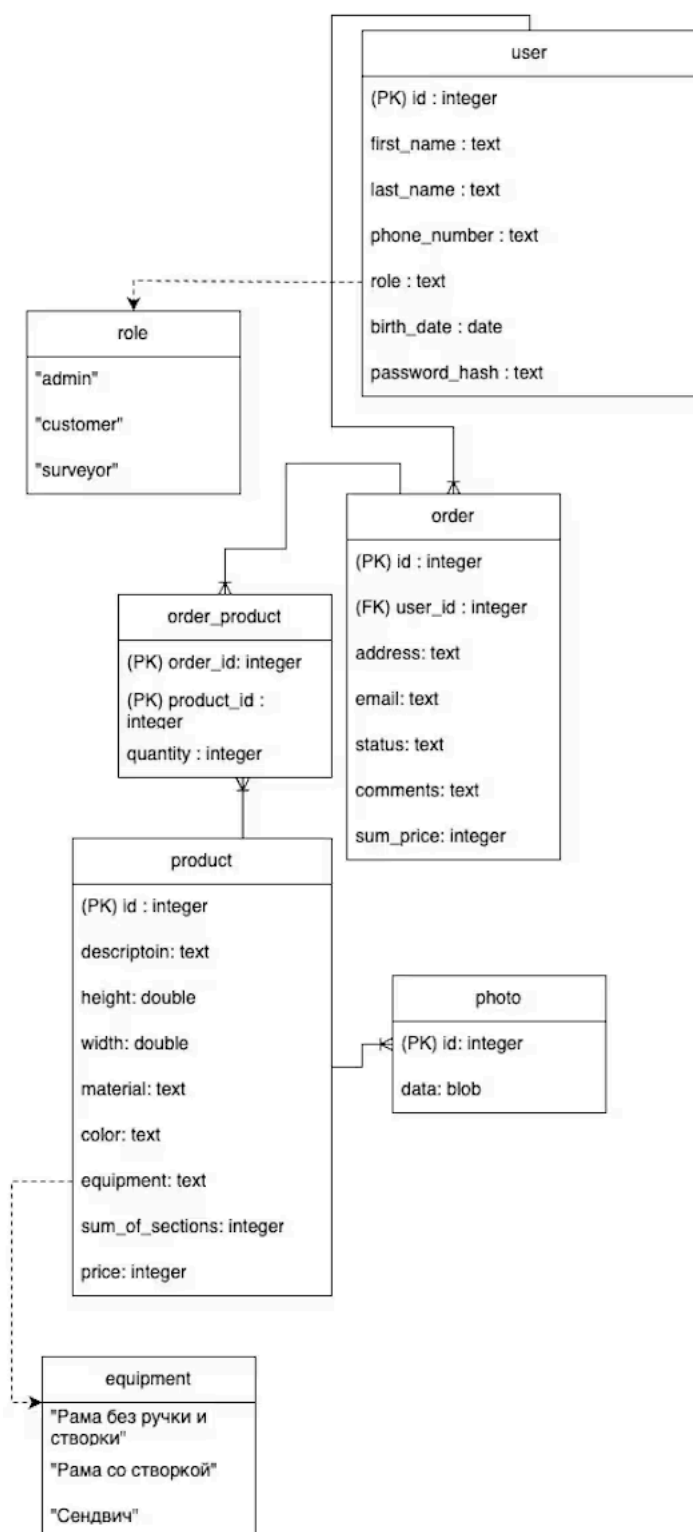 user
(PK) id : integer
first_name : text
last_name : text
phone_number : text
role : text
birth_date : date
password_hash : text
role
"admin"
"customer"
"surveyor"
order
(PK) id : integer
(FK) user_id : integer
address: text
email: text
status: text
comments: text
sum_price: integer
order_product
(PK) order_id: integer
(PK) product_id :
integer
quantity : integer
product
(PK) id : integer
descriptoin: text
height: double
width: double
material: text
color: text
equipment: text
sum_of_sections: integer
price: integer
photo
(PK) id: integer
data: blob
equipment
"Рама без ручки и
створки"
"Рама со створкой"
"Сендвич"